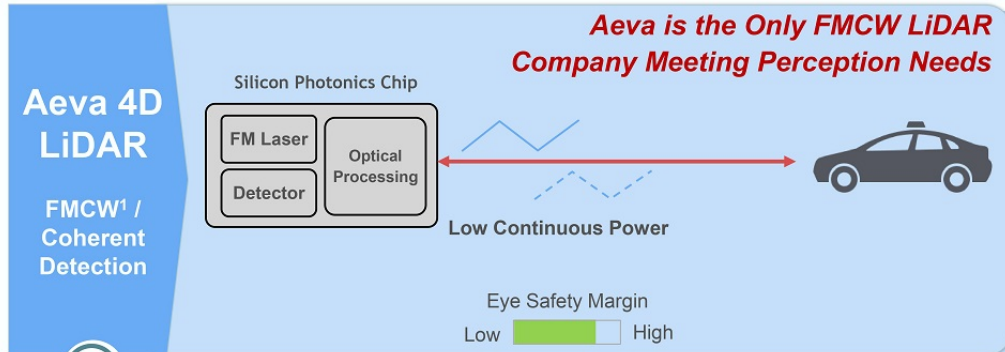 Aeva is the Only FMCW LiDAR
Company Meeting Perception Needs
Aeva 4D
LiDAR
FMCW¹ /
Coherent
Detection
Silicon Photonics Chip
FM Laser
Detector
Optical
Processing
Low Continuous Power
Eye Safety Margin
Low High